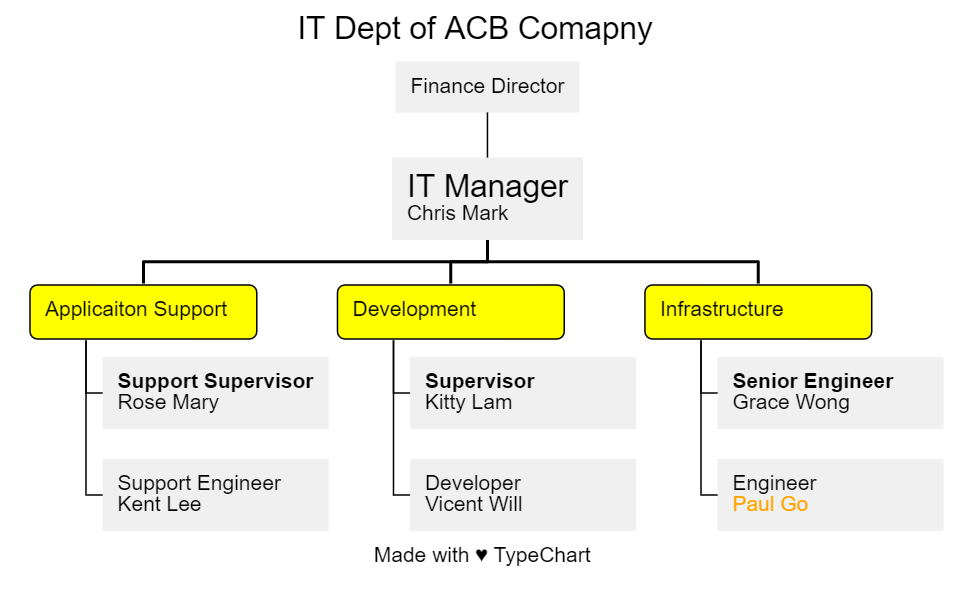 IT Dept of ACB Comapny
Finance Director
IT Manager
Chris Mark
Applicaiton Support
Development
Infrastructure
Support Supervisor
Rose Mary
Supervisor
Kitty Lam
Senior Engineer
Grace Wong
Support Engineer
Kent Lee
Developer
Vicent Will
Engineer
Paul Go
Made with ♥ TypeChart